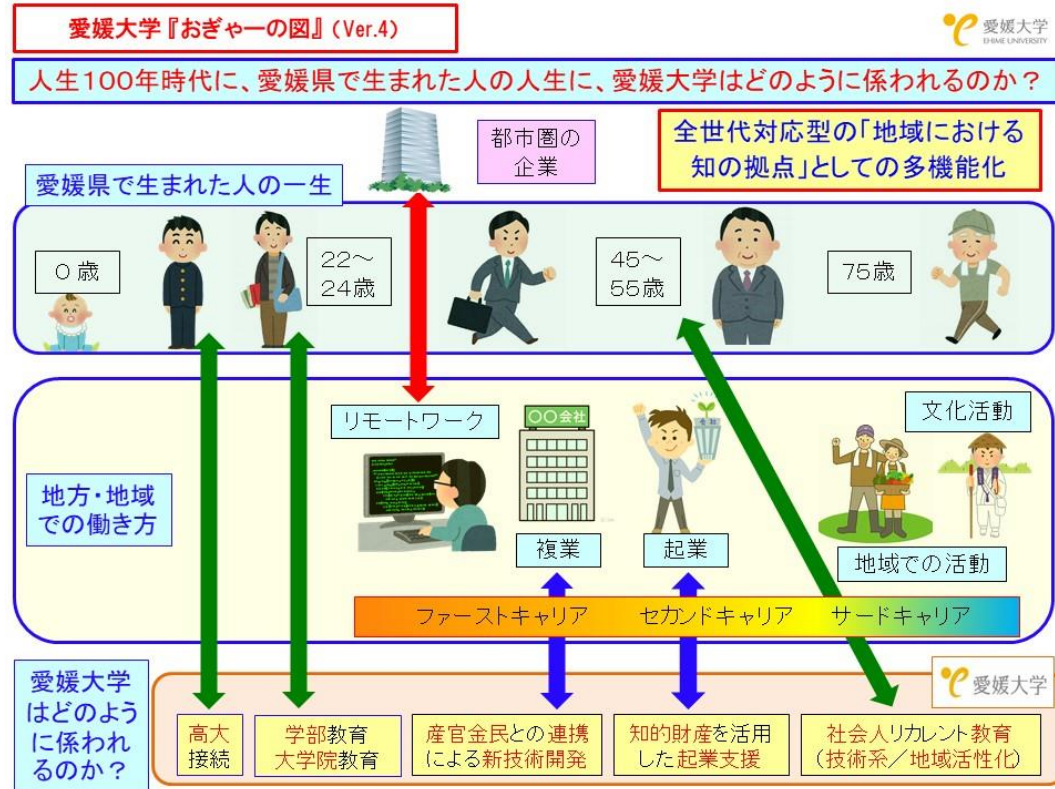 愛媛大学『おぎゃーの図』(Ver.4)
愛媛大学
EHIME UNIVERSITY
人生100年時代に、愛媛県で生まれた人の人生に、愛媛大学はどのように係われるのか?
都市圏の
企業
全世代対応型の「地域における
知の拠点」としての多機能化
愛媛県で生まれた人の一生
0歳
22~
24歳
45~
55歳
75歳
リモートワーク
〇〇会社
文化活動
地方・地域
での働き方
複業
起業
地域での活動
ファーストキャリア
セカンドキャリア
サードキャリア
愛媛大学
はどのよう
に係われ
るのか?
愛媛大学
高大
接続
学部教育
大学院教育
産官金民との連携
による新技術開発
知的財産を活用
した起業支援
社会人リカレント教育
(技術系/地域活性化)